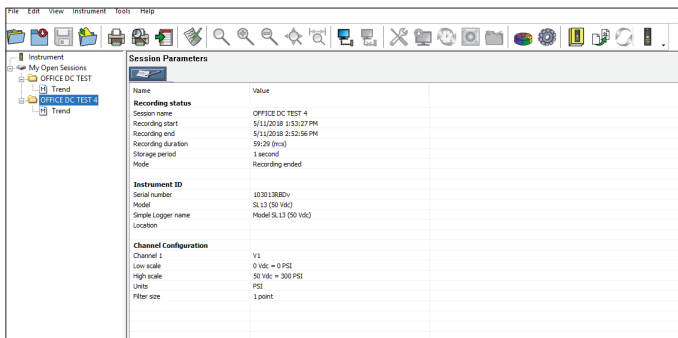 File Edit View Instrument Tools Help
Instrument
My Open Sessions
OFFICE DC TEST
Trend
OFFICE DC TEST 4
Trend
Session Parameters
Name Value
Recording status
Session name OFFICE DC TEST 4
Recording start 5/11/2018 1:53:27 PM
Recording end 5/11/2018 2:52:56 PM
Recording duration 59:29 (m:s)
Storage period 1 second
Mode Recording ended
Instrument ID
Serial number 103013RBDv
Model SL13 (50 Vdc)
Simple Logger name Model SL13 (50 Vdc)
Location
Channel Configuration
Channel 1 V1
Low scale 0 Vdc = 0 PSI
High scale 50 Vdc = 300 PSI
Units PSI
Filter size 1 point